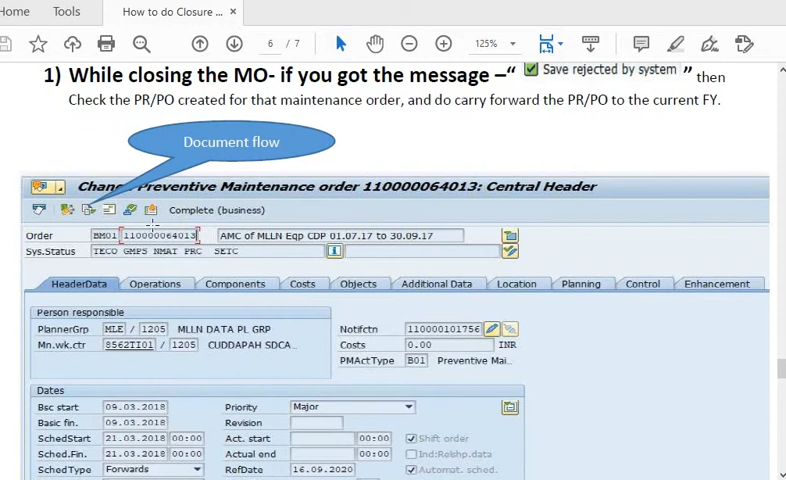 Home Tools How to do Closure ... ×
6 / 7 125%
1) While closing the MO- if you got the message –“ Save rejected by system ” then
Check the PR/PO created for that maintenance order, and do carry forward the PR/PO to the current FY.
Document flow
Change Preventive Maintenance order 110000064013: Central Header
Complete (business)
Order BM01 110000064013 AMC of MLLN Eqp CDP 01.07.17 to 30.09.17
Sys.Status TECO GMPS NMAT PRC SETC
HeaderData Operations Components Costs Objects Additional Data Location Planning Control Enhancement
Person responsible
PlannerGrp MLE / 1205 MLLN DATA PL GRP Notifctn 110000101756
Mn.wk.ctr 8562TI01 / 1205 CUDDAPAH SDCA... Costs 0.00 INR
PMActType B01 Preventive Mai...
Dates
Bsc start 09.03.2018 Priority Major
Basic fin. 09.03.2018 Revision
SchedStart 21.03.2018 00:00 Act. start 00:00 Shift order
Sched.Fin. 21.03.2018 00:00 Actual end 00:00 Ind:Relshp.data
SchedType Forwards RefDate 16.09.2020 Automat. sched.